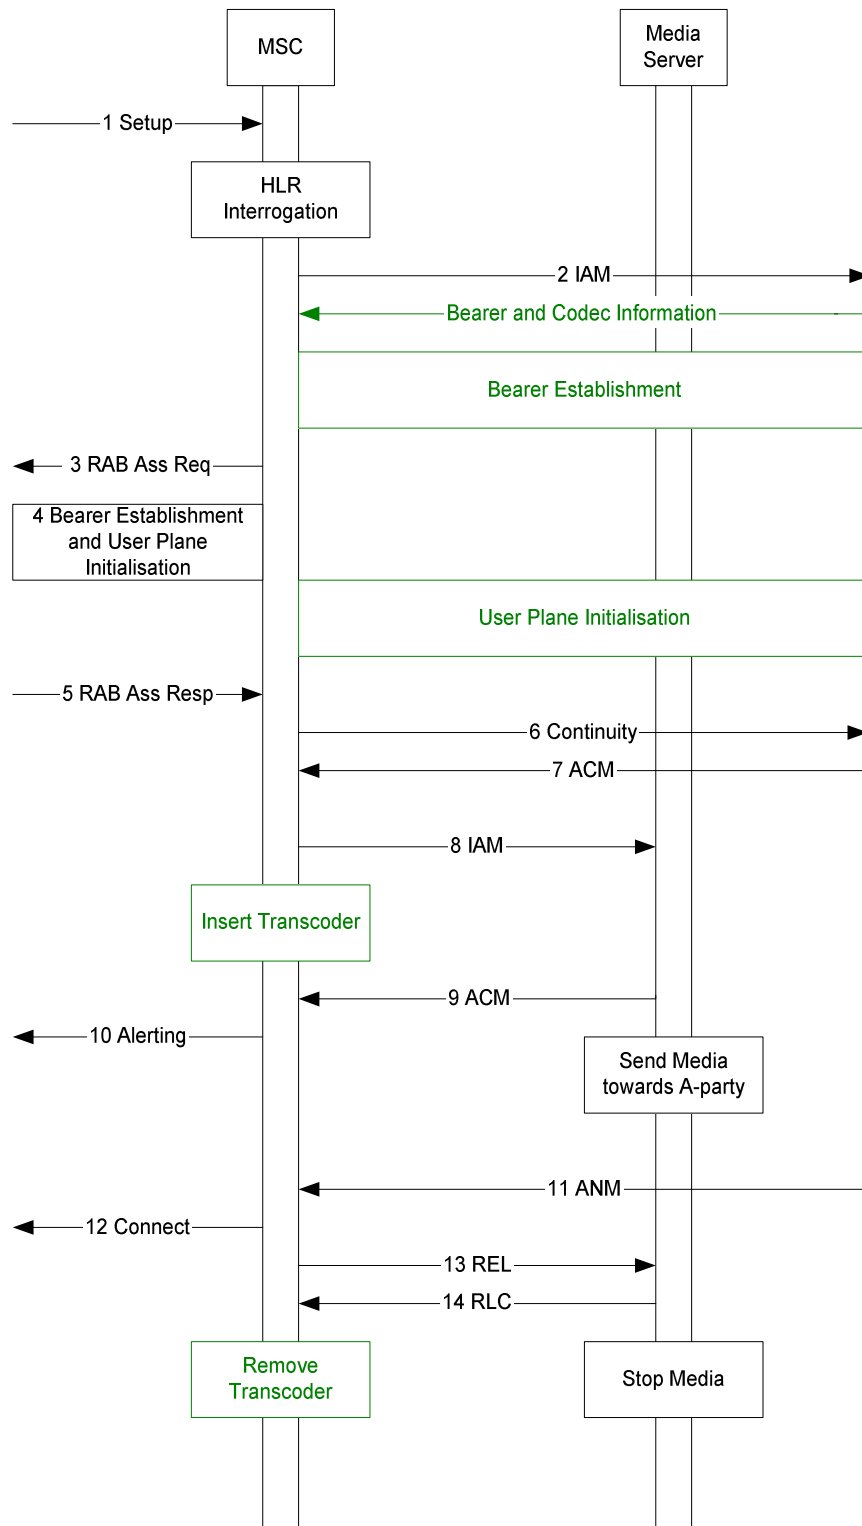 MSC
Media
Server
1 Setup
HLR
Interrogation
2 IAM
Bearer and Codec Information
Bearer Establishment
3 RAB Ass Req
4 Bearer Establishment
and User Plane
Initialisation
User Plane Initialisation
5 RAB Ass Resp
6 Continuity
7 ACM
8 IAM
Insert Transcoder
9 ACM
10 Alerting
Send Media
towards A-party
11 ANM
12 Connect
13 REL
14 RLC
Remove
Transcoder
Stop Media